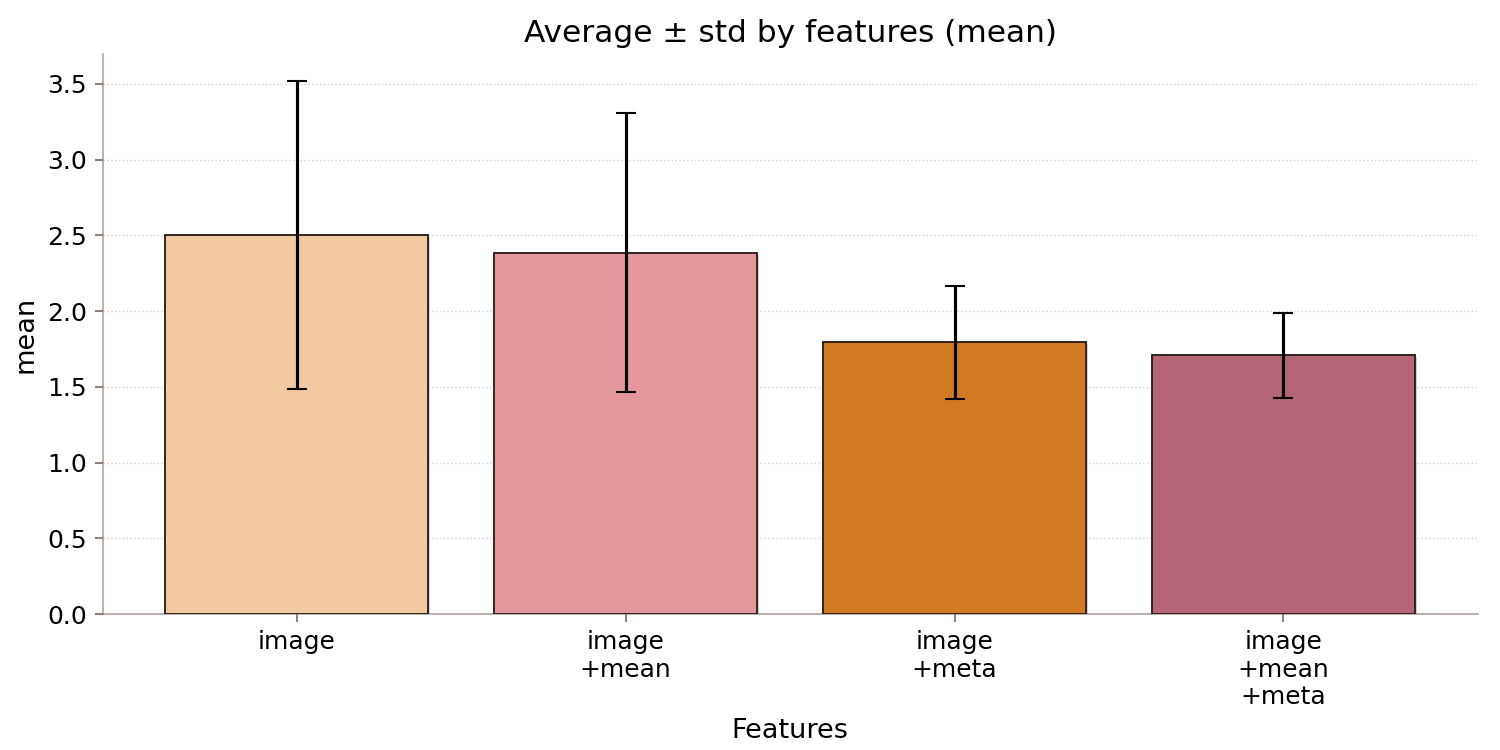 Average ± std by features (mean)
mean
3.5
3.0
2.5
2.0
1.5
1.0
0.5
0.0
image
image
+mean
image
+meta
image
+mean
+meta
Features